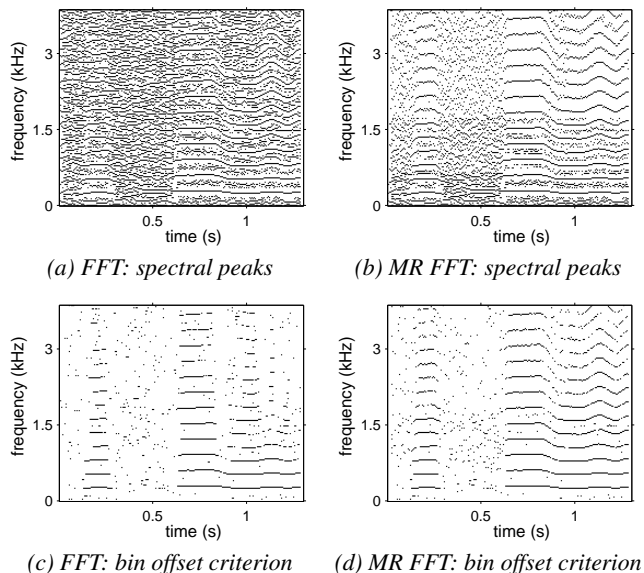 3
1.5
0
frequency (kHz)
0.5
1
time (s)
(a) FFT: spectral peaks
3
1.5
0
frequency (kHz)
0.5
1
time (s)
(b) MR FFT: spectral peaks
3
1.5
0
frequency (kHz)
0.5
1
time (s)
(c) FFT: bin offset criterion
3
1.5
0
frequency (kHz)
0.5
1
time (s)
(d) MR FFT: bin offset criterion